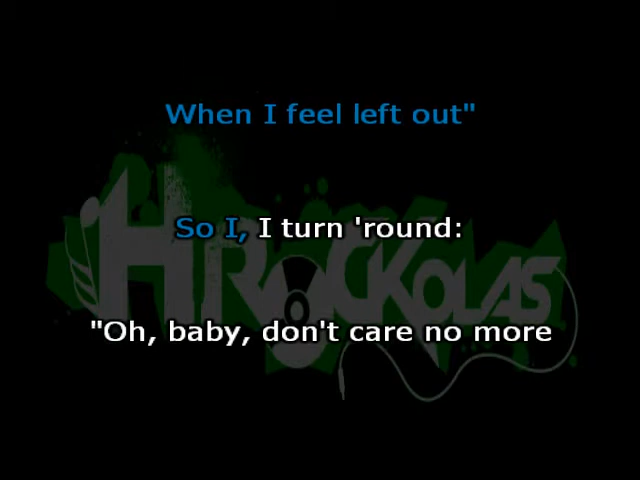 When I feel left out"
So I, I turn 'round:
"Oh, baby, don't care no more
HROCKOLAS